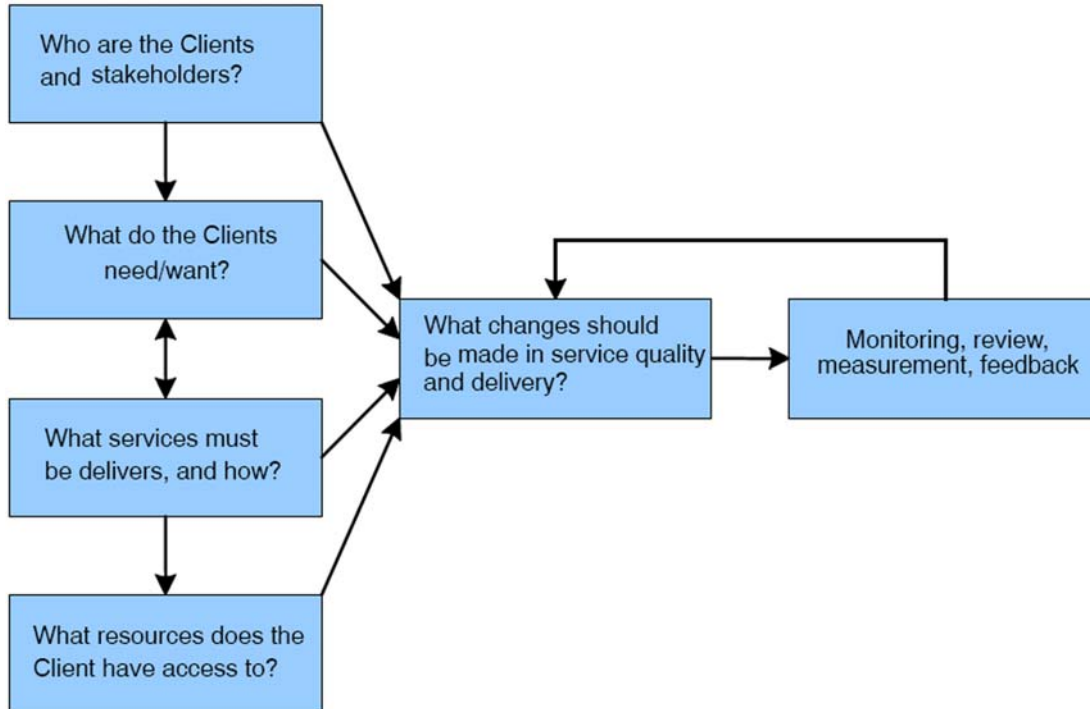 Who are the Clients
and stakeholders?
What do the Clients
need/want?
What services must
be delivers, and how?
What resources does the
Client have access to?
What changes should
be made in service quality
and delivery?
Monitoring, review,
measurement, feedback